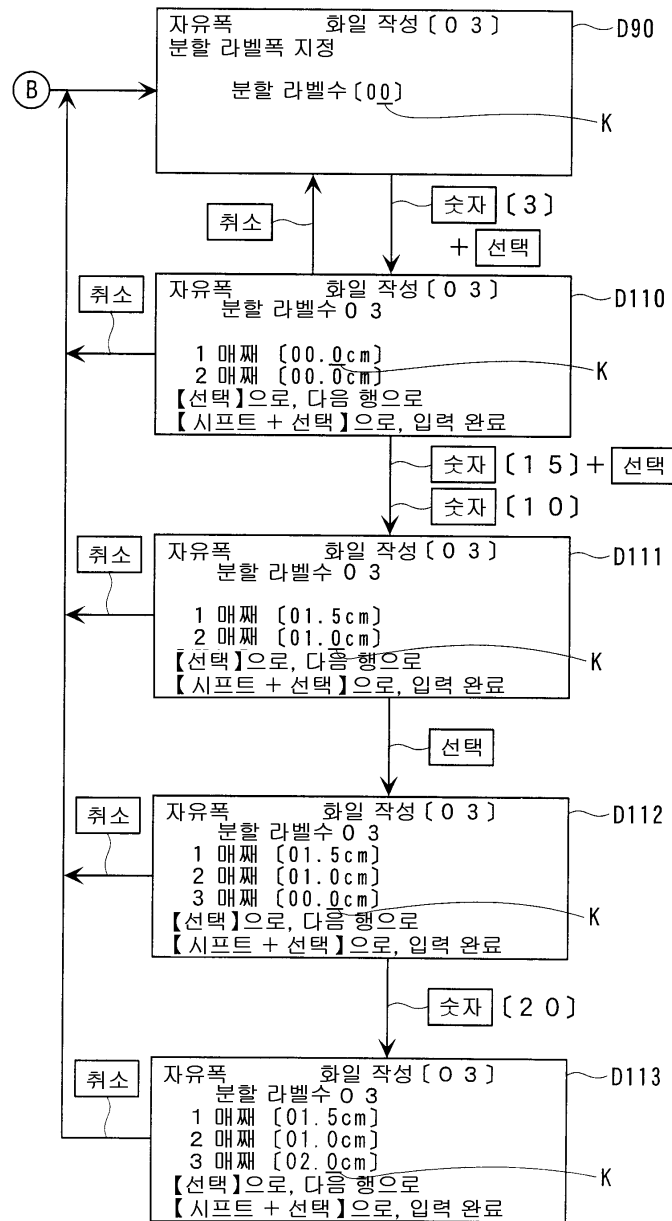 자유폭 화일 작성〔０３〕
분할 라벨폭 지정
분할 라벨수〔00〕
D90
K
B
취소
숫자〔３〕
＋ 선택
취소
자유폭 화일 작성〔０３〕
분할 라벨수０３
1 매째〔00.0cm〕
2 매째〔00.0cm〕
【선택】으로, 다음 행으로
【시프트 + 선택】으로, 입력 완료
D110
K
숫자〔１５〕＋ 선택
숫자〔１０〕
취소
자유폭 화일 작성〔０３〕
분할 라벨수０３
1 매째〔01.5cm〕
2 매째〔01.0cm〕
【선택】으로, 다음 행으로
【시프트 + 선택】으로, 입력 완료
D111
K
선택
취소
자유폭 화일 작성〔０３〕
분할 라벨수０３
1 매째〔01.5cm〕
2 매째〔01.0cm〕
3 매째〔00.0cm〕
【선택】으로, 다음 행으로
【시프트 + 선택】으로, 입력 완료
D112
K
숫자〔２０〕
취소
자유폭 화일 작성〔０３〕
분할 라벨수０３
1 매째〔01.5cm〕
2 매째〔01.0cm〕
3 매째〔02.0cm〕
【선택】으로, 다음 행으로
【시프트 + 선택】으로, 입력 완료
D113
K